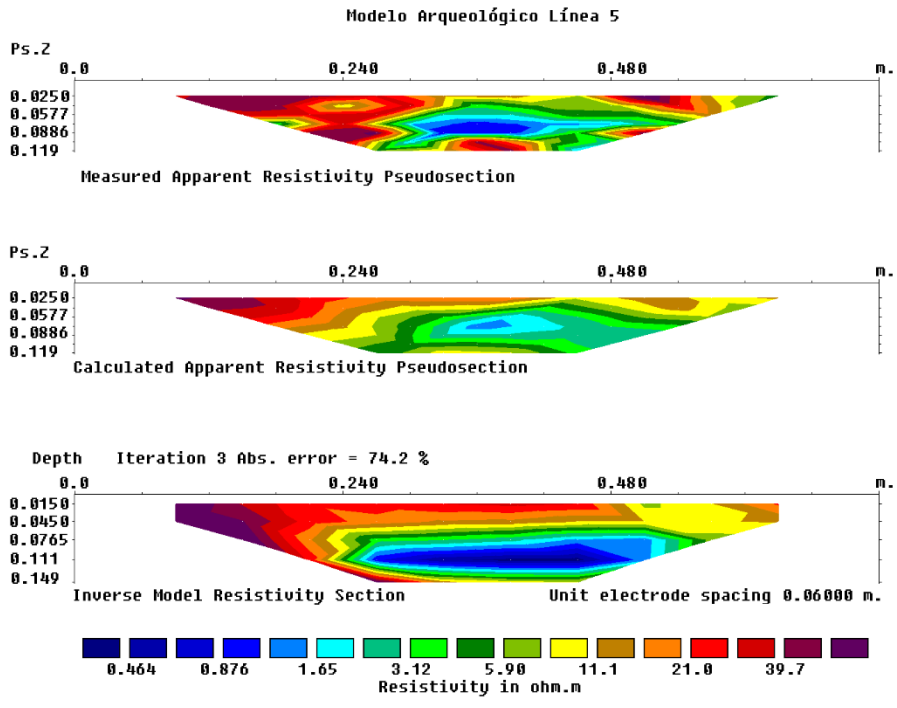 Modelo Arqueológico Línea 5
Ps.Z
0.0 0.240 0.480 m.
0.0250
0.0577
0.0886
0.119
Measured Apparent Resistivity Pseudosection
Ps.Z
0.0 0.240 0.480 m.
0.0250
0.0577
0.0886
0.119
Calculated Apparent Resistivity Pseudosection
Depth Iteration 3 Abs. error = 74.2 %
0.0 0.240 0.480 m.
0.0150
0.0450
0.0765
0.111
0.149
Inverse Model Resistivity Section Unit electrode spacing 0.06000 m.
0.464 0.876 1.65 3.12 5.90 11.1 21.0 39.7
Resistivity in ohm.m